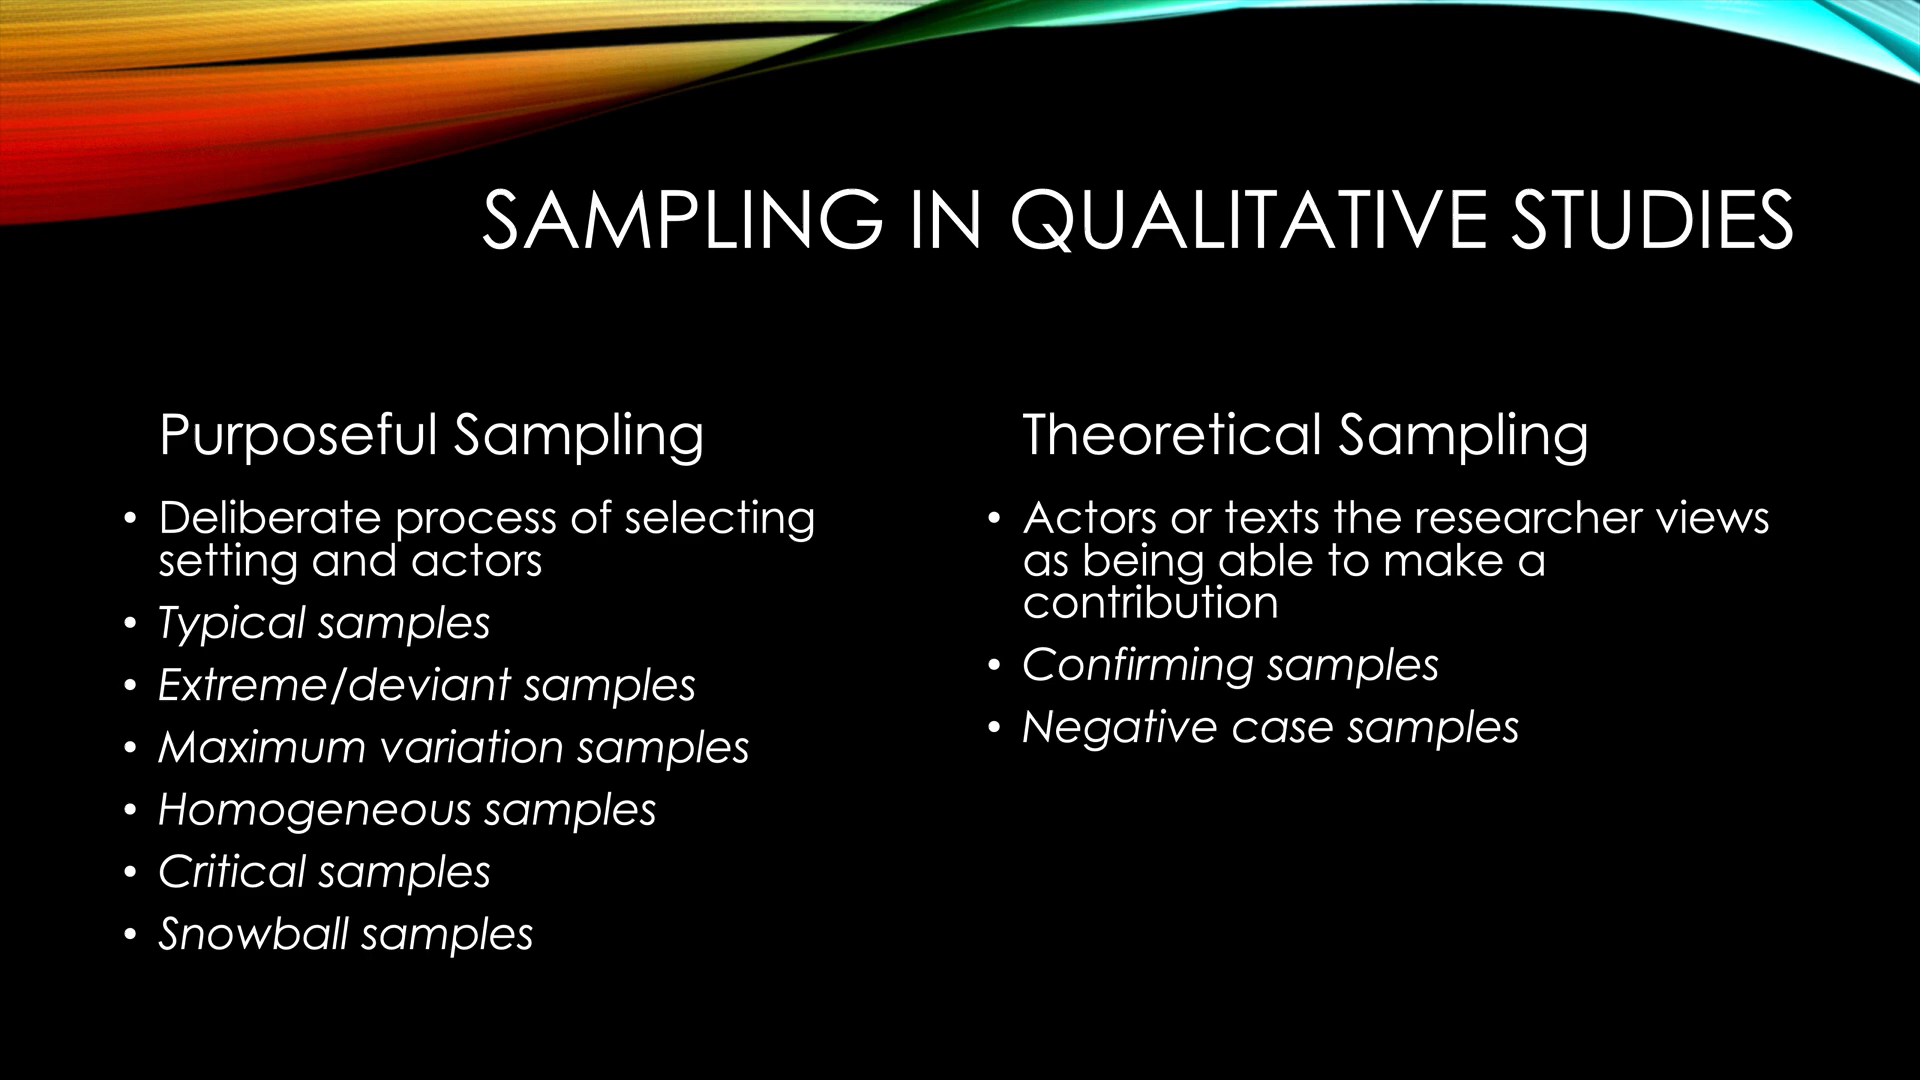 SAMPLING IN QUALITATIVE STUDIES
Purposeful Sampling
• Deliberate process of selecting
setting and actors
• Typical samples
• Extreme/deviant samples
• Maximum variation samples
• Homogeneous samples
• Critical samples
• Snowball samples
Theoretical Sampling
• Actors or texts the researcher views
as being able to make a
contribution
• Confirming samples
• Negative case samples